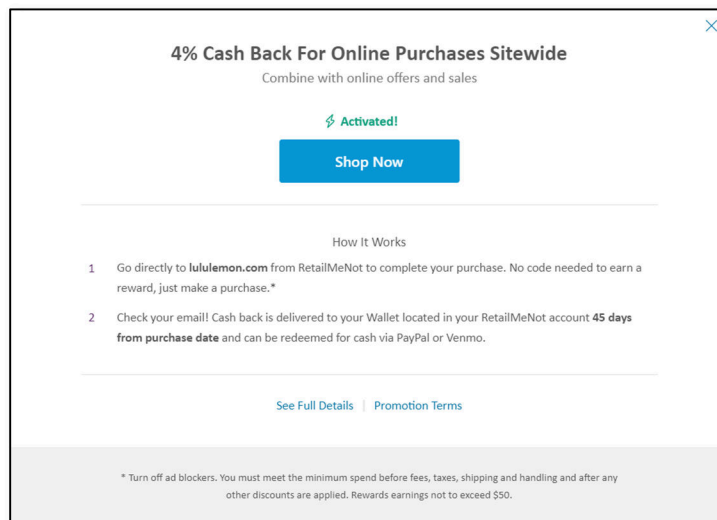 4% Cash Back For Online Purchases Sitewide
Combine with online offers and sales
Activated!
Shop Now
How It Works
1 Go directly to lululemon.com from RetailMeNot to complete your purchase. No code needed to earn a
reward, just make a purchase.*
2 Check your email! Cash back is delivered to your Wallet located in your RetailMeNot account 45 days
from purchase date and can be redeemed for cash via PayPal or Venmo.
See Full Details | Promotion Terms
* Turn off ad blockers. You must meet the minimum spend before fees, taxes, shipping and handling and after any
other discounts are applied. Rewards earnings not to exceed $50.